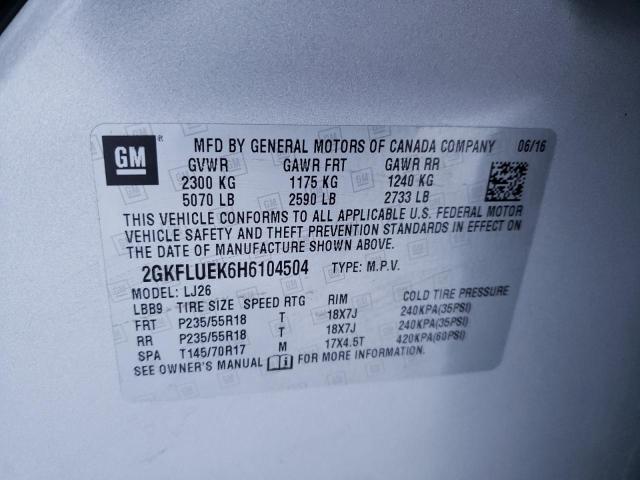 GM ® MFD BY GENERAL MOTORS OF CANADA COMPANY 06/16
GVWR GAWR FRT GAWR RR
2300 KG 1175 KG 1240 KG
5070 LB 2590 LB 2733 LB
THIS VEHICLE CONFORMS TO ALL APPLICABLE U.S. FEDERAL MOTOR
VEHICLE SAFETY AND THEFT PREVENTION STANDARDS IN EFFECT ON
THE DATE OF MANUFACTURE SHOWN ABOVE.
2GKFLUEK6H6104504 TYPE: M.P.V.
MODEL: LJ26
LBB9 - TIRE SIZE SPEED RTG RIM COLD TIRE PRESSURE
FRT P235/55R18 T 18X7J 240KPA(35PSI)
RR P235/55R18 T 18X7J 240KPA(35PSI)
SPA T145/70R17 M 17X4.5T 420KPA(60PSI)
SEE OWNER'S MANUAL i FOR MORE INFORMATION.